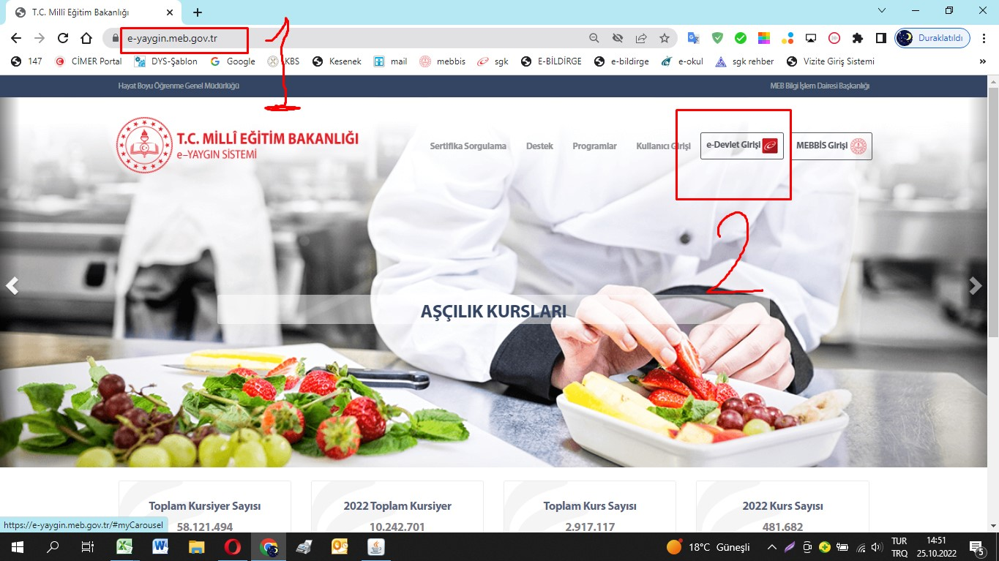 T.C. Millî Eğitim Bakanlığı
e-yaygin.meb.gov.tr
1
Duraklatıldı
147 CİMER Portal DYS-Şablon Google KBS Kesenek mail mebbis sgk E-BİLDİRGE e-bildirge e-okul sgk rehber Vizite Giriş Sistemi
Hayat Boyu Öğrenme Genel Müdürlüğü MEB Bilgi İşlem Dairesi Başkanlığı
T.C. MİLLÎ EĞİTİM BAKANLIĞI
e-YAYGIN SİSTEMİ
Sertifika Sorgulama Destek Programlar Kullanıcı Girişi e-Devlet Girişi MEBBİS Girişi
2
AŞÇILIK KURSLARI
Toplam Kursiyer Sayısı 2022 Toplam Kursiyer Toplam Kurs Sayısı 2022 Kurs Sayısı
58.121.494 10.242.701 2.917.117 481.682
https://e-yaygin.meb.gov.tr/#myCarousel
18°C Güneşli
TUR 14:51
TRQ 25.10.2022 5